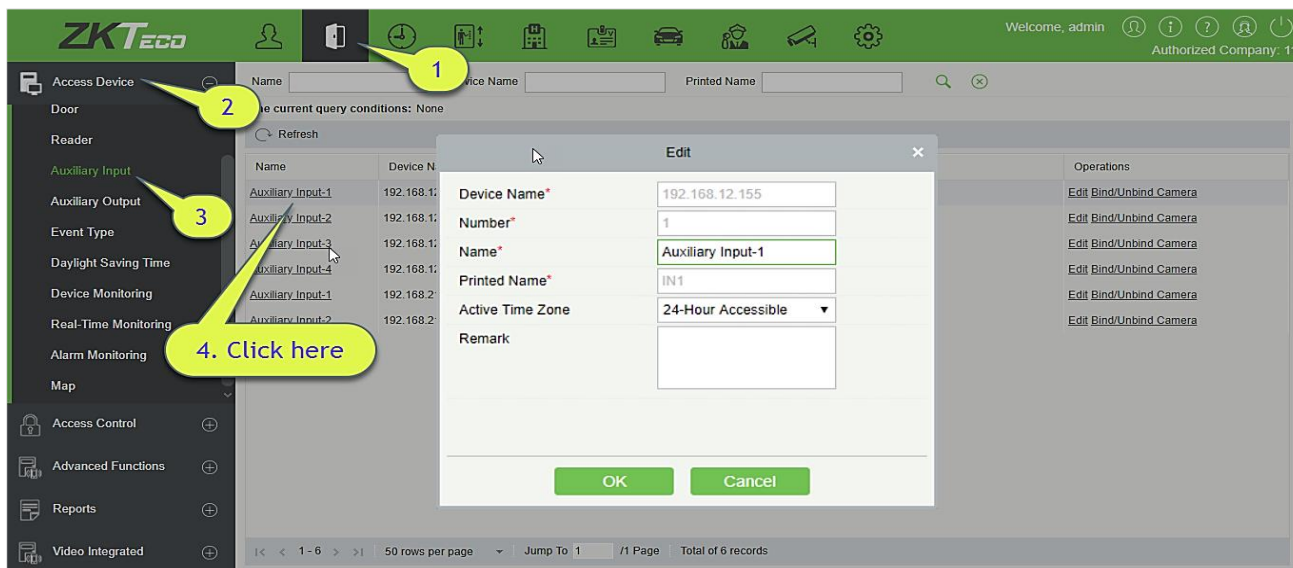 ZKTECO
Welcome, admin
Authorized Company: 1
1
Access Device
2
Name
vice Name
Printed Name
Door
e current query conditions: None
Reader
Refresh
Edit
Name
Device N
Operations
Auxiliary Input
Auxiliary Input-1
192.168.12
Edit Bind/Unbind Camera
Auxiliary Output
3
Auxiliary Input-2
192.168.12
Edit Bind/Unbind Camera
Event Type
Auxiliary Input-3
192.168.12
Edit Bind/Unbind Camera
Daylight Saving Time
uxiliary Input-4
192.168.12
Edit Bind/Unbind Camera
Device Monitoring
Auxiliary Input-1
192.168.2
Edit Bind/Unbind Camera
Real-Time Monitoring
Auxiliary Input-2
192.168.2
Edit Bind/Unbind Camera
Alarm Monitoring
4. Click here
Map
Access Control
Advanced Functions
Reports
Video Integrated
Device Name*
192.168.12.155
Number*
1
Name*
Auxiliary Input-1
Printed Name*
IN1
Active Time Zone
24-Hour Accessible
Remark
OK
Cancel
1 - 6
50 rows per page
Jump To 1
/1 Page
Total of 6 records